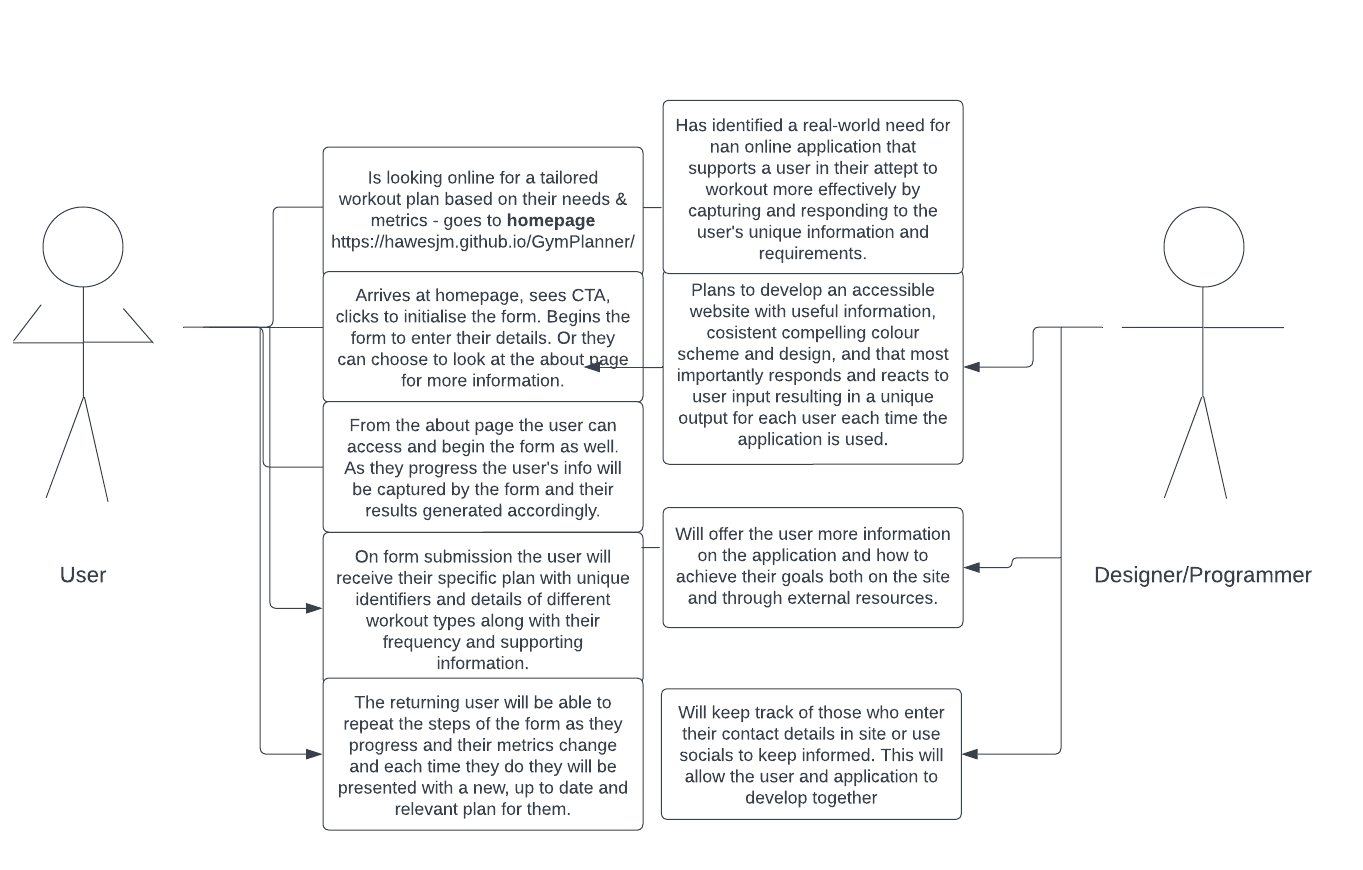 Is looking online for a tailored
workout plan based on their needs &
metrics - goes to homepage
https://hawesjm.github.io/GymPlanner/
Arrives at homepage, sees CTA,
clicks to initialise the form. Begins the
form to enter their details. Or they
can choose to look at the about page
for more information.
From the about page the user can
access and begin the form as well.
As they progress the user's info will
be captured by the form and their
results generated accordingly.
On form submission the user will
receive their specific plan with unique
identifiers and details of different
workout types along with their
frequency and supporting
information.
The returning user will be able to
repeat the steps of the form as they
progress and their metrics change
and each time they do they will be
presented with a new, up to date and
relevant plan for them.
Has identified a real-world need for
nan online application that
supports a user in their attept to
workout more effectively by
capturing and responding to the
user's unique information and
requirements.
Plans to develop an accessible
website with useful information,
cosistent compelling colour
scheme and design, and that most
importantly responds and reacts to
user input resulting in a unique
output for each user each time the
application is used.
Will offer the user more information
on the application and how to
achieve their goals both on the site
and through external resources.
Will keep track of those who enter
their contact details in site or use
socials to keep informed. This will
allow the user and application to
develop together
User
Designer/Programmer